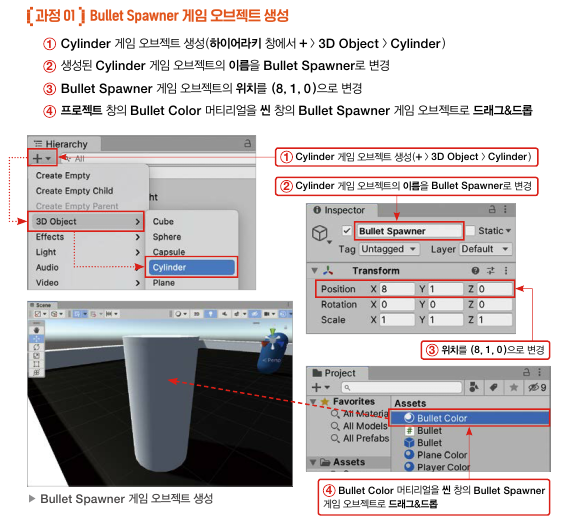 과정 01 Bullet Spawner 게임 오브젝트 생성
① Cylinder 게임 오브젝트 생성(하이어라키 창에서 + > 3D Object > Cylinder)
② 생성된 Cylinder 게임 오브젝트의 이름을 Bullet Spawner로 변경
③ Bullet Spawner 게임 오브젝트의 위치를 (8, 1, 0)으로 변경
④ 프로젝트 창의 Bullet Color 머티리얼을 씬 창의 Bullet Spawner 게임 오브젝트로 드래그&드롭
Hierarchy
+ All
Create Empty
Create Empty Child
Create Empty Parent
ht
3D Object
Effects
Light
Audio
Video
Cube
Sphere
Capsule
Cylinder
Plane
① Cylinder 게임 오브젝트 생성(+ > 3D Object > Cylinder)
② Cylinder 게임 오브젝트의 이름을 Bullet Spawner로 변경
Inspector
Bullet Spawner Static
Tag Untagged Layer Default
Transform
Position X 8 Y 1 Z 0
Rotation X 0 Y 0 Z 0
Scale X 1 Y 1 Z 1
③ 위치를 (8, 1, 0)으로 변경
Scene
Persp
Project
+ 9
Favorites
All Materia
All Models
All Prefabs
Assets
Assets
Bullet Color
Bullet
Bullet
Plane Color
Player Color
④ Bullet Color 머티리얼을 씬 창의 Bullet Spawner
게임 오브젝트로 드래그&드롭
▶ Bullet Spawner 게임 오브젝트 생성